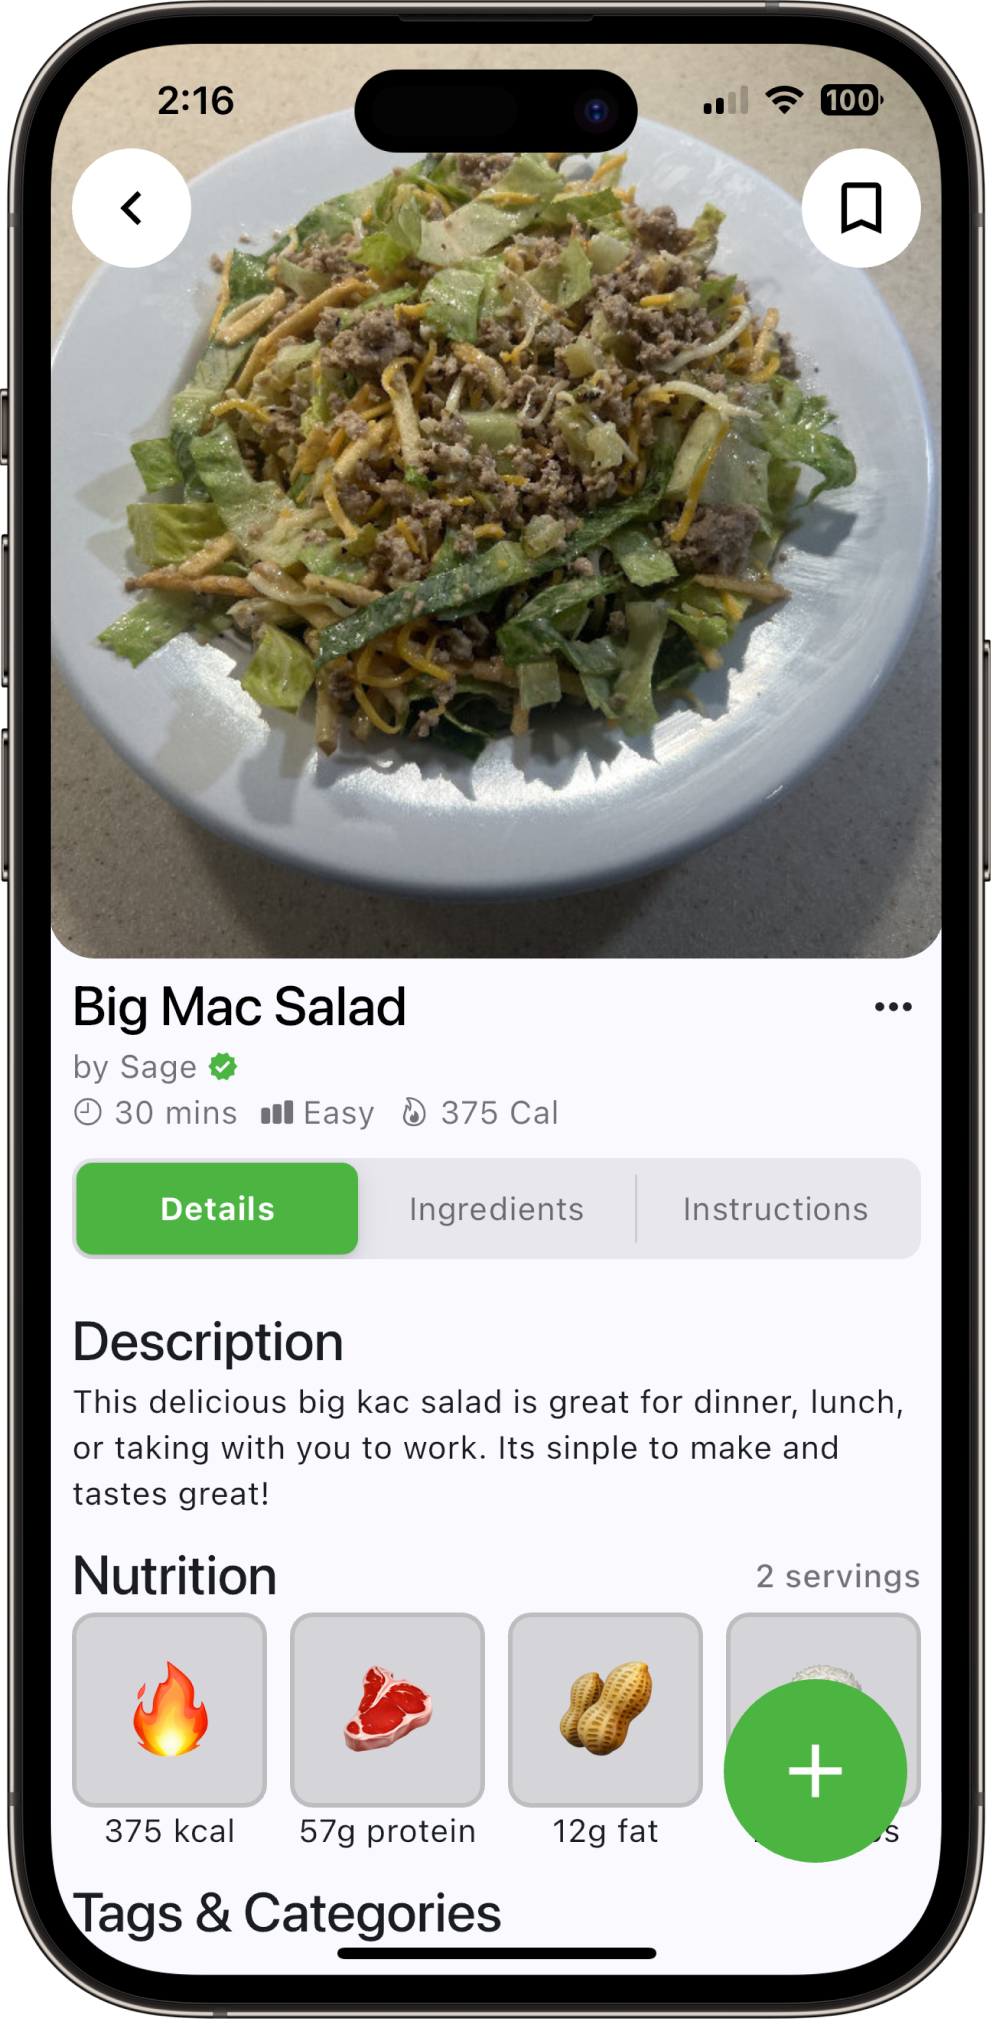 2:16
100
Big Mac Salad
by Sage
30 mins Easy 375 Cal
Details Ingredients Instructions
Description
This delicious big kac salad is great for dinner, lunch,
or taking with you to work. Its sinple to make and
tastes great!
Nutrition 2 servings
375 kcal 57g protein 12g fat
Tags & Categories